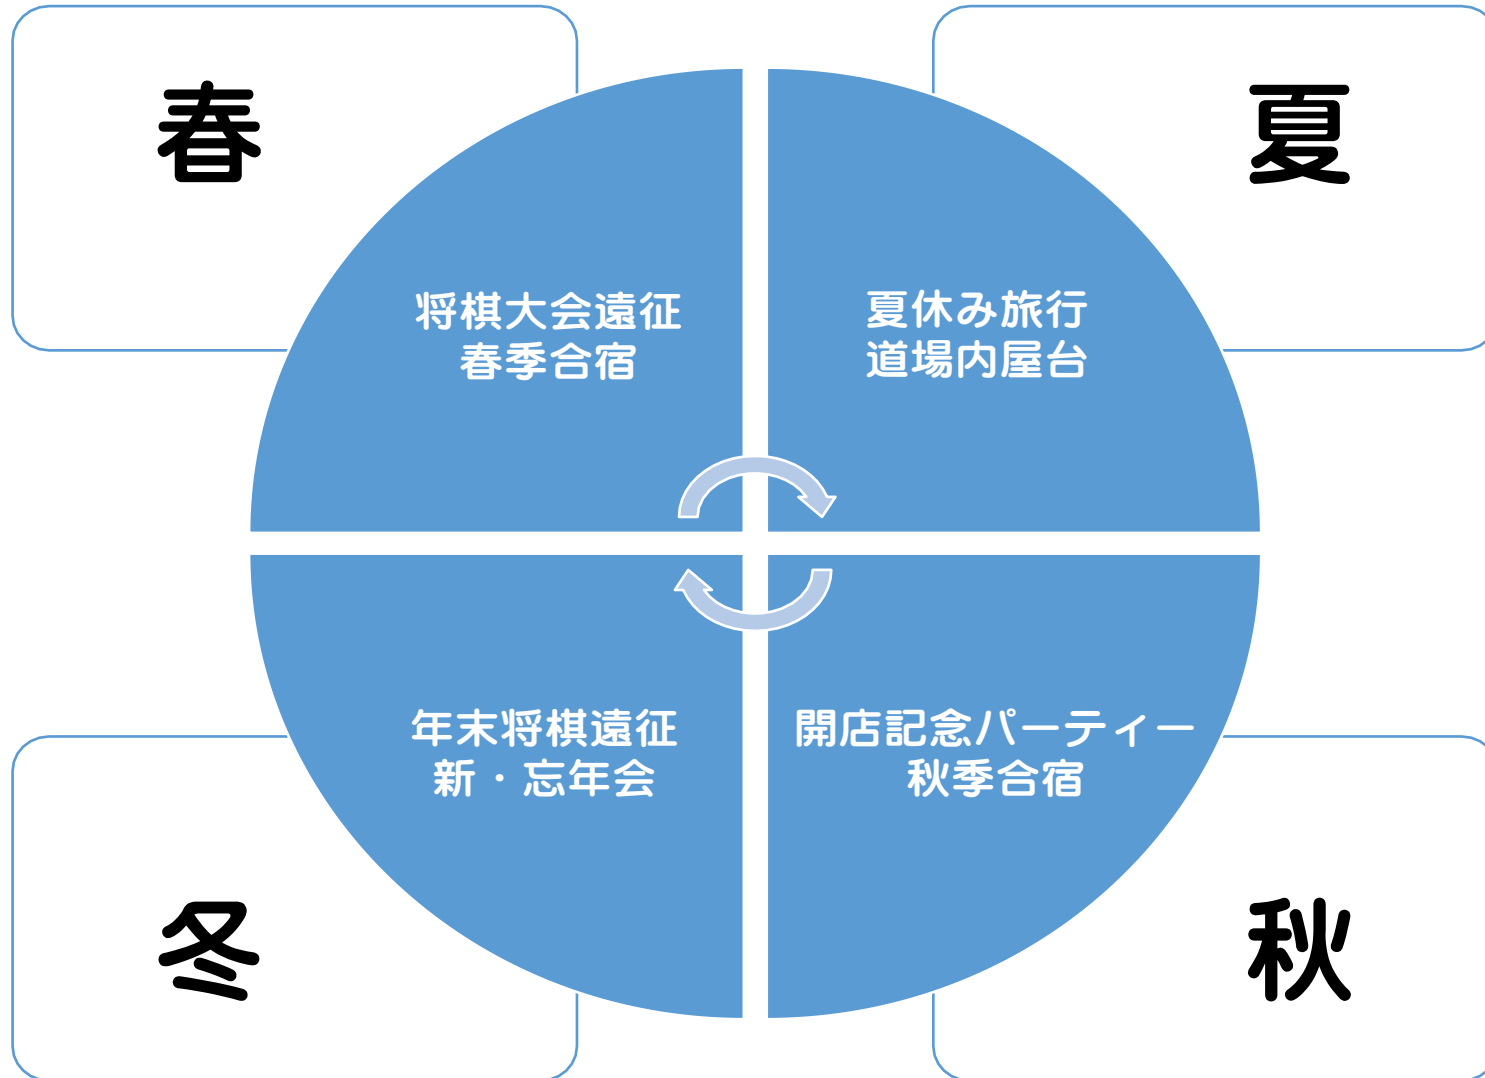 春
夏
将棋大会遠征
春季合宿
夏休み旅行
道場内屋台
年末将棋遠征
新・忘年会
開店記念パーティー
秋季合宿
冬
秋